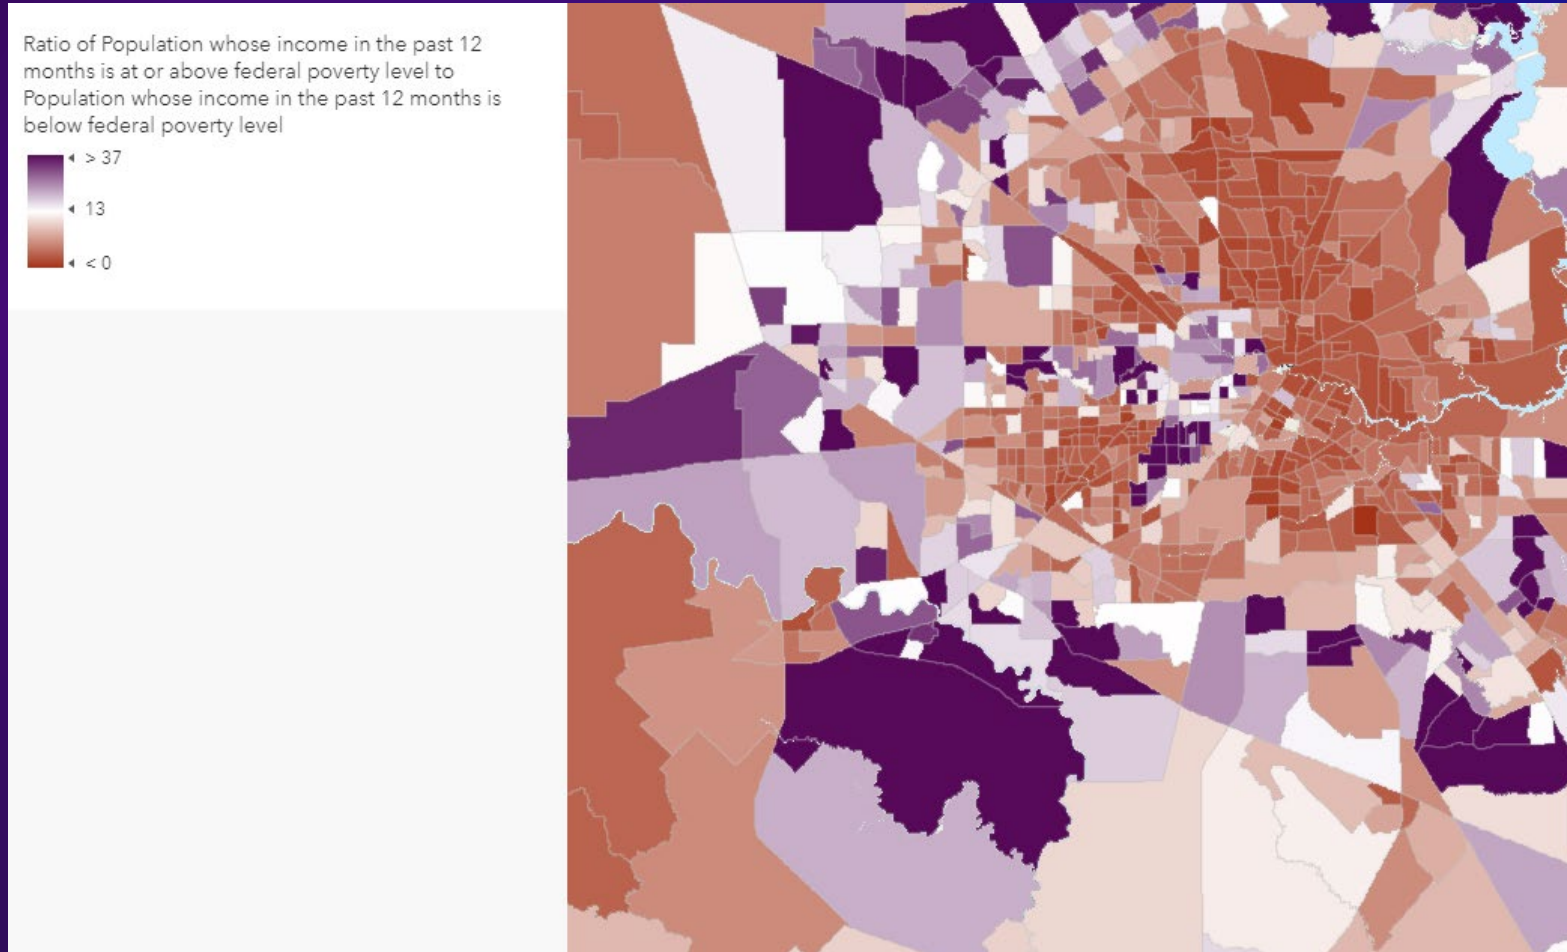 Ratio of Population whose income in the past 12
months is at or above federal poverty level to
Population whose income in the past 12 months is
below federal poverty level
> 37
13
< 0